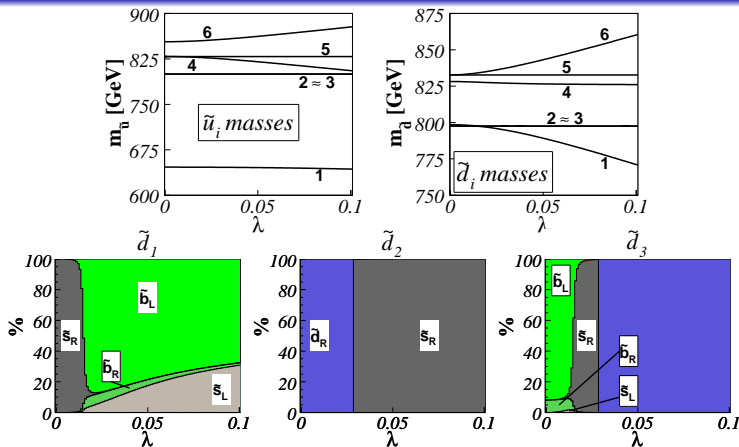 900
825
750
675
600
m_ũ [GeV]
6
5
4
2 ≈ 3
ũ_i masses
1
0
0.05
0.1
λ
875
850
825
800
775
750
m_d̃ [GeV]
6
5
4
2 ≈ 3
1
d̃_i masses
0
0.05
0.1
λ
d̃_1
100
80
60
40
20
0
%
s̃_R
b̃_L
b̃_R
s̃_L
0
0.05
0.1
λ
d̃_2
100
80
60
40
20
0
%
d̃_R
s̃_R
0
0.05
0.1
λ
d̃_3
100
80
60
40
20
0
%
b̃_L
s̃_R
b̃_R
s̃_L
0
0.05
0.1
λ